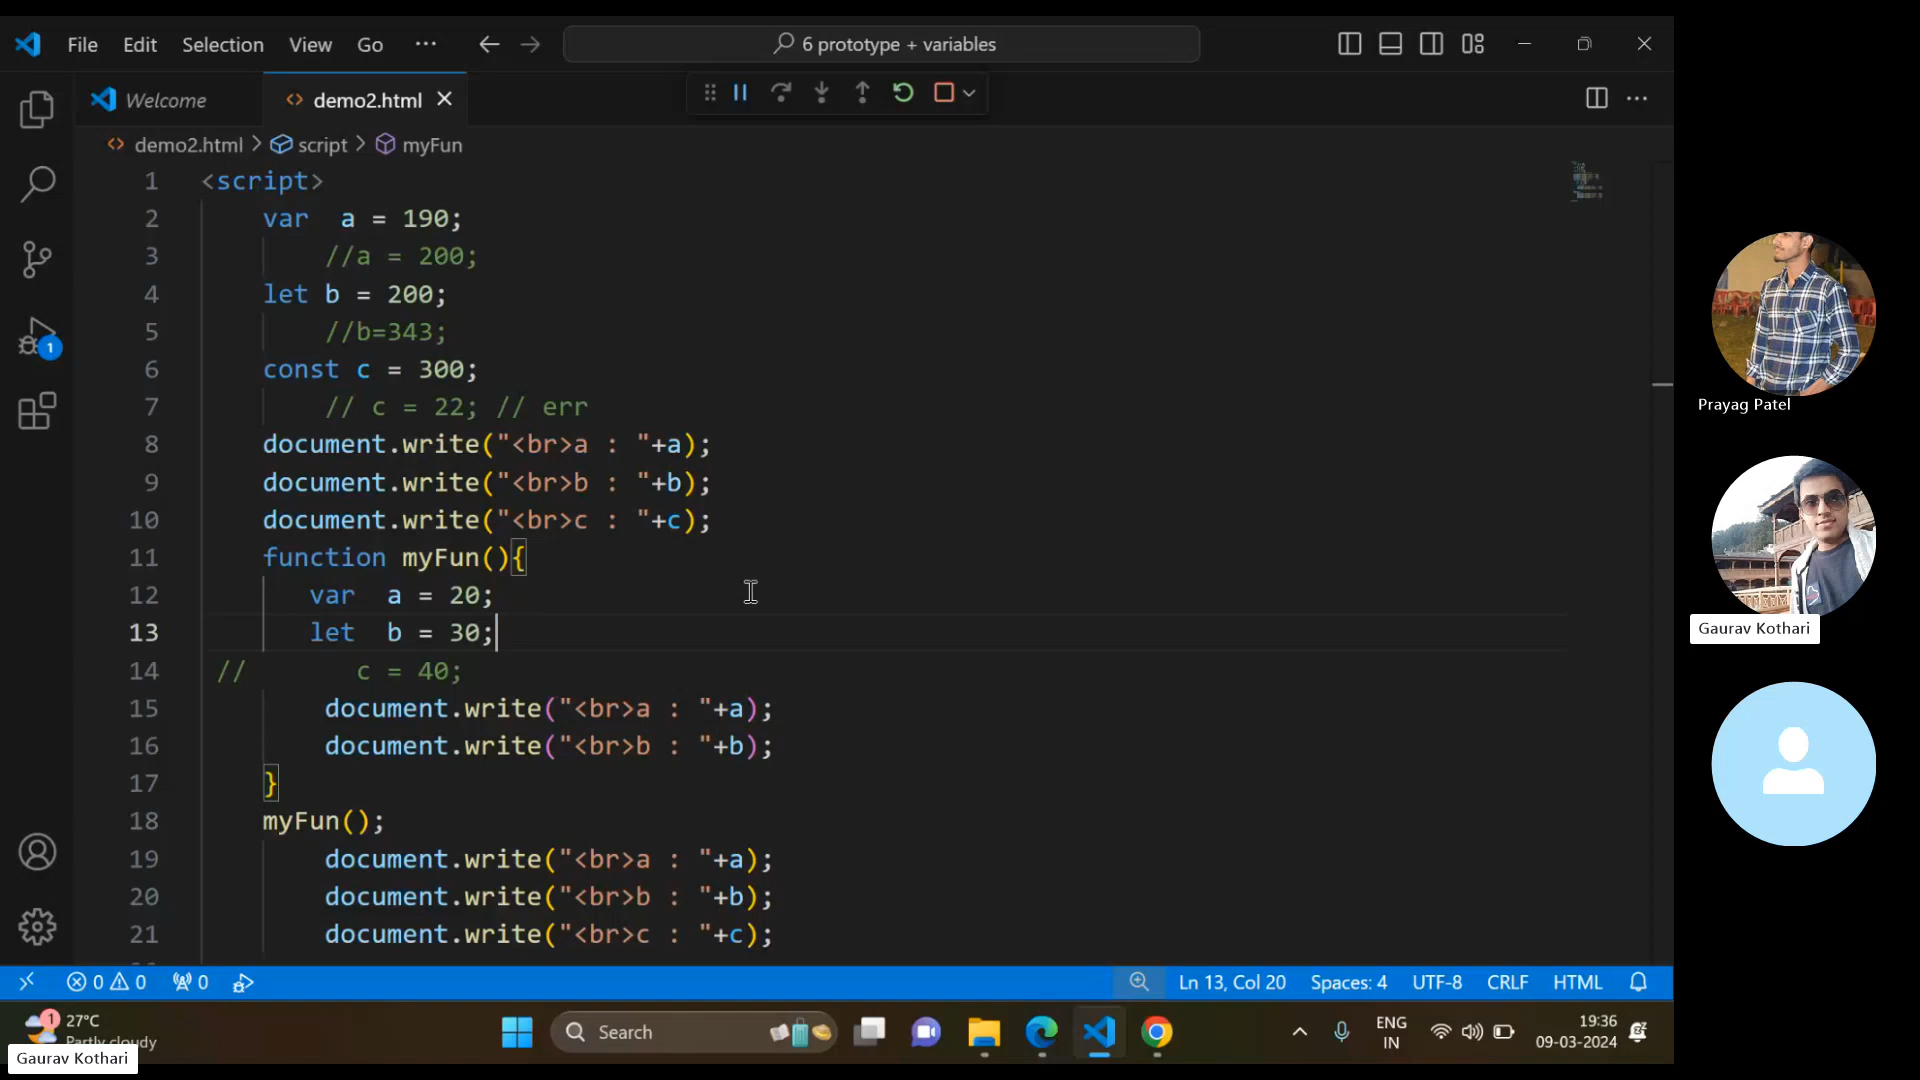 File Edit Selection View Go ··· 6 prototype + variables
Welcome demo2.html
demo2.html > script > myFun
1 <script>
2 var  a = 190;
3 //a = 200;
4 let b = 200;
5 //b=343;
6 const c = 300;
7 // c = 22; // err
8 document.write("<br>a : "+a);
9 document.write("<br>b : "+b);
10 document.write("<br>c : "+c);
11 function myFun(){
12 var  a = 20;
13 let  b = 30;
14 //       c = 40;
15 document.write("<br>a : "+a);
16 document.write("<br>b : "+b);
17 }
18 myFun();
19 document.write("<br>a : "+a);
20 document.write("<br>b : "+b);
21 document.write("<br>c : "+c);
1
0 0 0 Ln 13, Col 20 Spaces: 4 UTF-8 CRLF HTML
1 27°C
Partly cloudy
Search
ENG
IN
19:36
09-03-2024
Gaurav Kothari
Prayag Patel
Gaurav Kothari